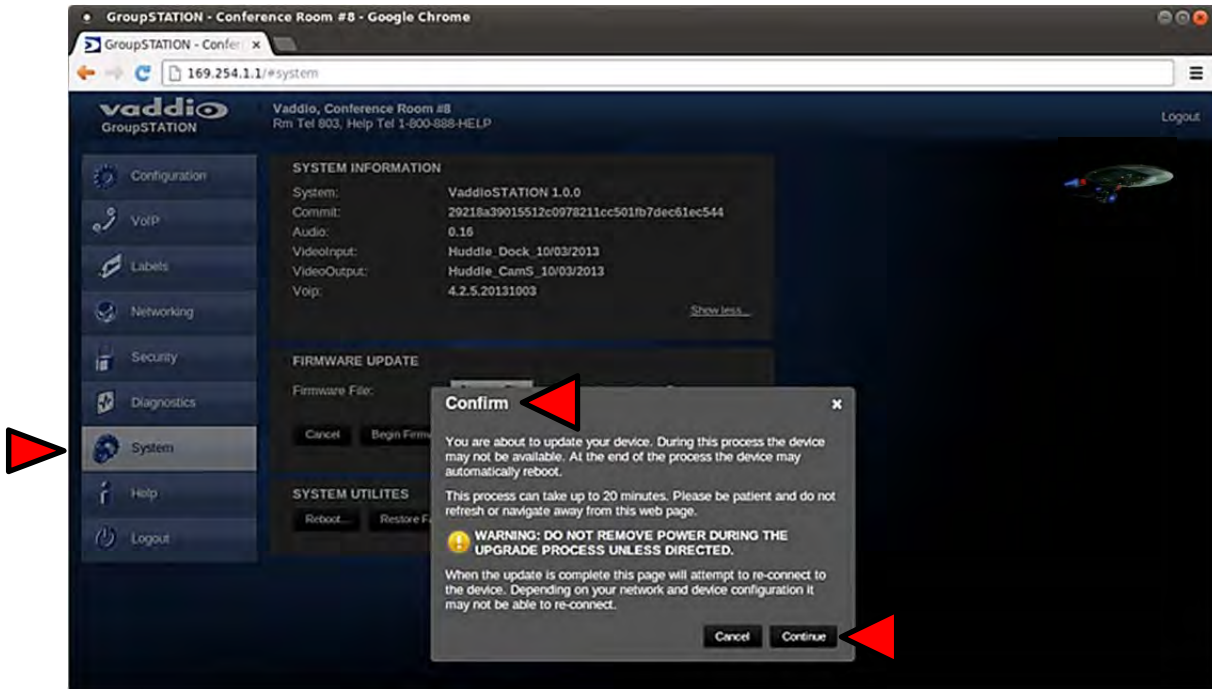 GroupSTATION - Conference Room #8 - Google Chrome
GroupSTATION - Confer
169.254.1.1/#system
vaddio
GroupSTATION
Vaddio, Conference Room #8
Rm Tel 803, Help Tel 1-800-888-HELP
Logout
Configuration
VoIP
Labels
Networking
Security
Diagnostics
System
Help
Logout
SYSTEM INFORMATION
System: VaddioSTATION 1.0.0
Commit: 29218a39015512c0978211cc501fb7dec61ec544
Audio: 0.16
VideoInput: Huddle_Dock_10/03/2013
VideoOutput: Huddle_CamS_10/03/2013
Voip: 4.2.5.20131003
Show less...
FIRMWARE UPDATE
Firmware File:
Cancel Begin Firmw
SYSTEM UTILITES
Reboot... Restore Fa
Confirm
You are about to update your device. During this process the device
may not be available. At the end of the process the device may
automatically reboot.
This process can take up to 20 minutes. Please be patient and do not
refresh or navigate away from this web page.
WARNING: DO NOT REMOVE POWER DURING THE
UPGRADE PROCESS UNLESS DIRECTED.
When the update is complete this page will attempt to re-connect to
the device. Depending on your network and device configuration it
may not be able to re-connect.
Cancel Continue